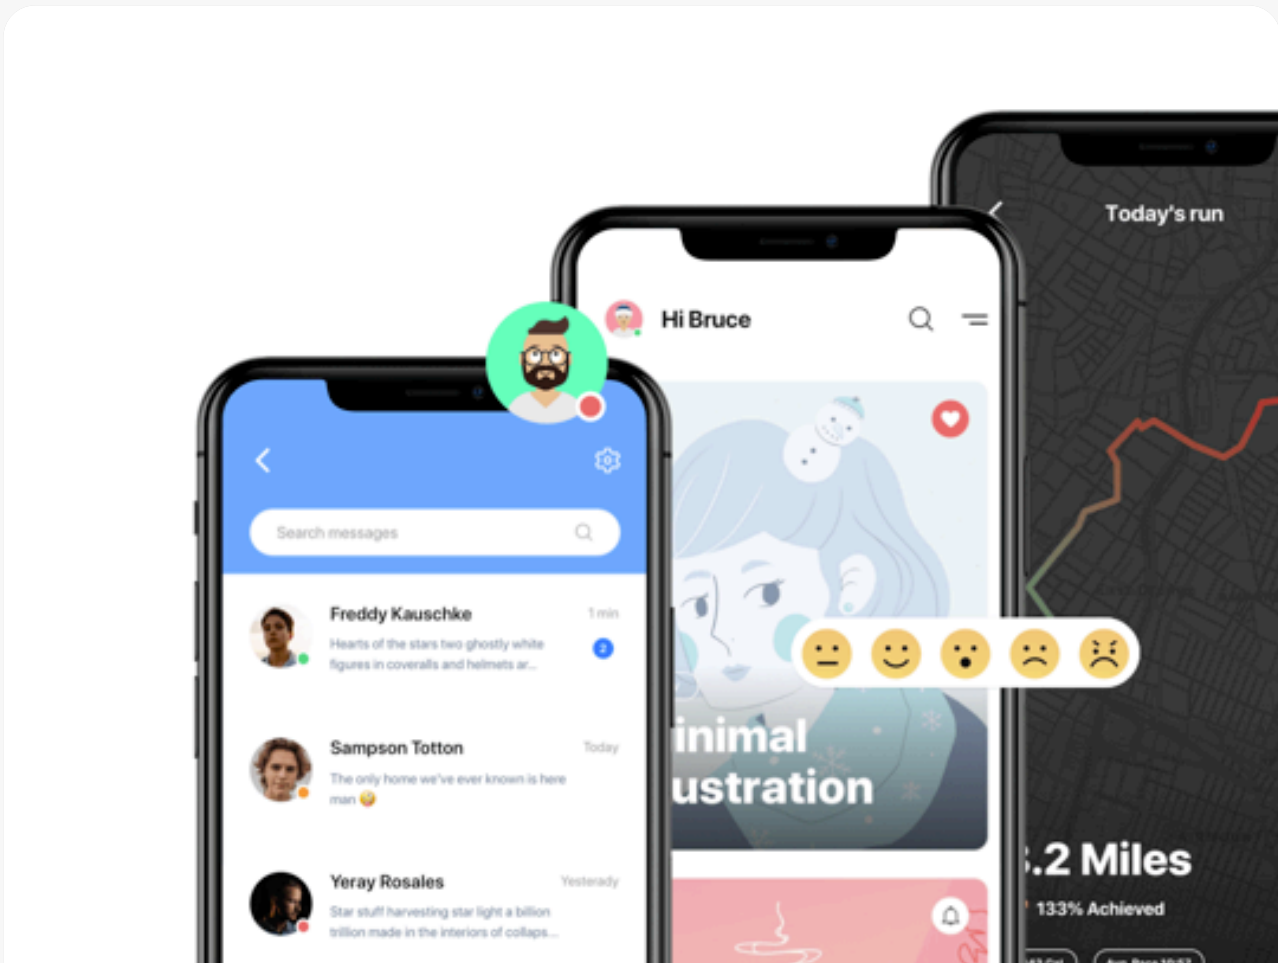 Today's run
Hi Bruce
Search messages
Freddy Kauschke
1 min
Hearts of the stars two ghostly white
figures in coveralls and helmets ar...
2
Sampson Totton
Today
The only home we've ever known is here
man 🤪
Yeray Rosales
Yesterady
Star stuff harvesting star light a billion
trillion made in the interiors of collaps...
inimal
ustration
.2 Miles
133% Achieved